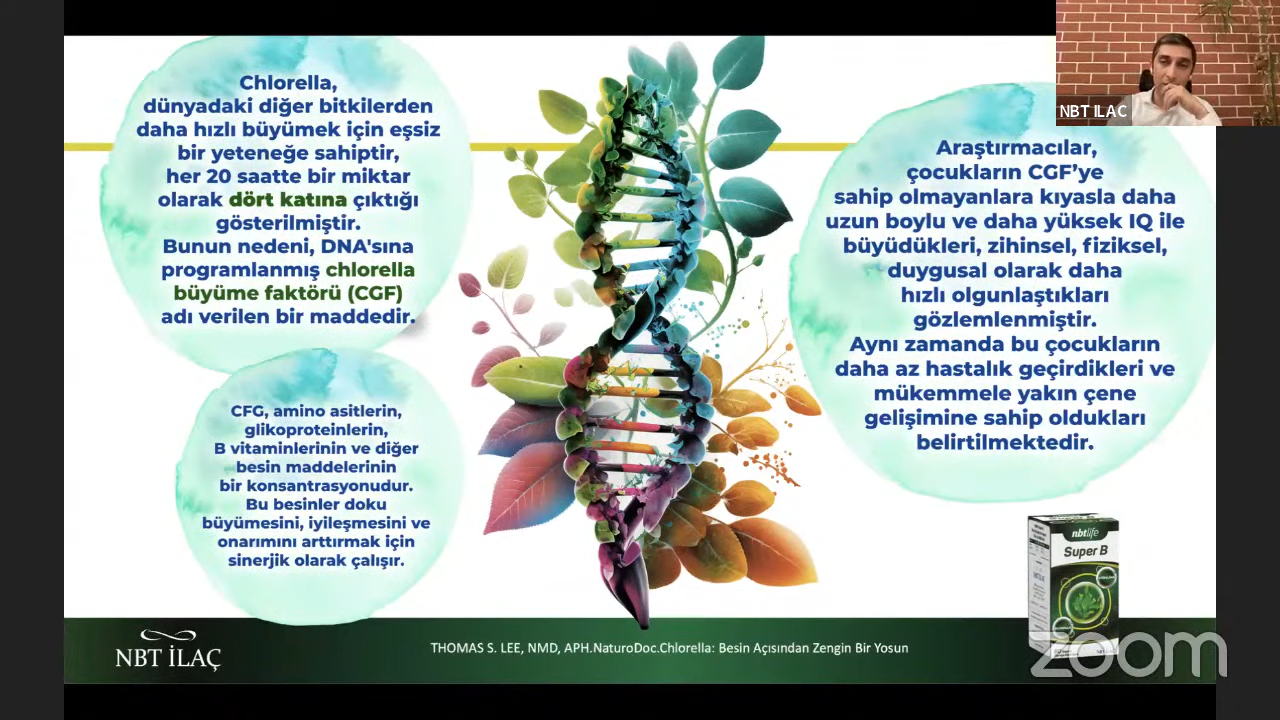 Chlorella,
dünyadaki diğer bitkilerden
daha hızlı büyümek için eşsiz
bir yeteneğe sahiptir,
her 20 saatte bir miktar
olarak dört katına çıktığı
gösterilmiştir.
Bunun nedeni, DNA'sına
programlanmış chlorella
büyüme faktörü (CGF)
adı verilen bir maddedir.
CFG, amino asitlerin,
glikoproteinlerin,
B vitaminlerinin ve diğer
besin maddelerinin
bir konsantrasyonudur.
Bu besinler doku
büyümesini, iyileşmesini ve
onarımını arttırmak için
sinerjik olarak çalışır.
NBT ILAC
Araştırmacılar,
çocukların CGF’ye
sahip olmayanlara kıyasla daha
uzun boylu ve daha yüksek IQ ile
büyüdükleri, zihinsel, fiziksel,
duygusal olarak daha
hızlı olgunlaştıkları
gözlemlenmiştir.
Aynı zamanda bu çocukların
daha az hastalık geçirdikleri ve
mükemmele yakın çene
gelişimine sahip oldukları
belirtilmektedir.
nbtlife
Super B
NBT İLAÇ
THOMAS S. LEE, NMD, APH.NaturoDoc.Chlorella: Besin Açısından Zengin Bir Yosun
zoom